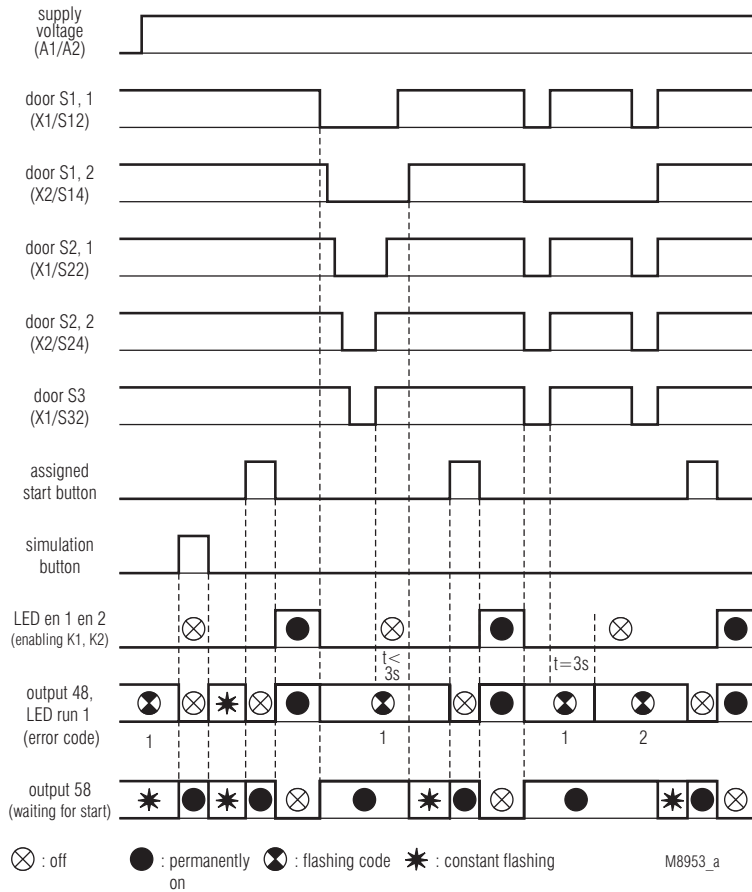 supply
voltage
(A1/A2)
door S1, 1
(X1/S12)
door S1, 2
(X2/S14)
door S2, 1
(X1/S22)
door S2, 2
(X2/S24)
door S3
(X1/S32)
assigned
start button
simulation
button
LED en 1 en 2
(enabling K1, K2)
t<
3s
t=3s
output 48,
LED run 1
(error code)
1
1
1
2
output 58
(waiting for start)
: off
: permanently
on
: flashing code
: constant flashing
M8953_a